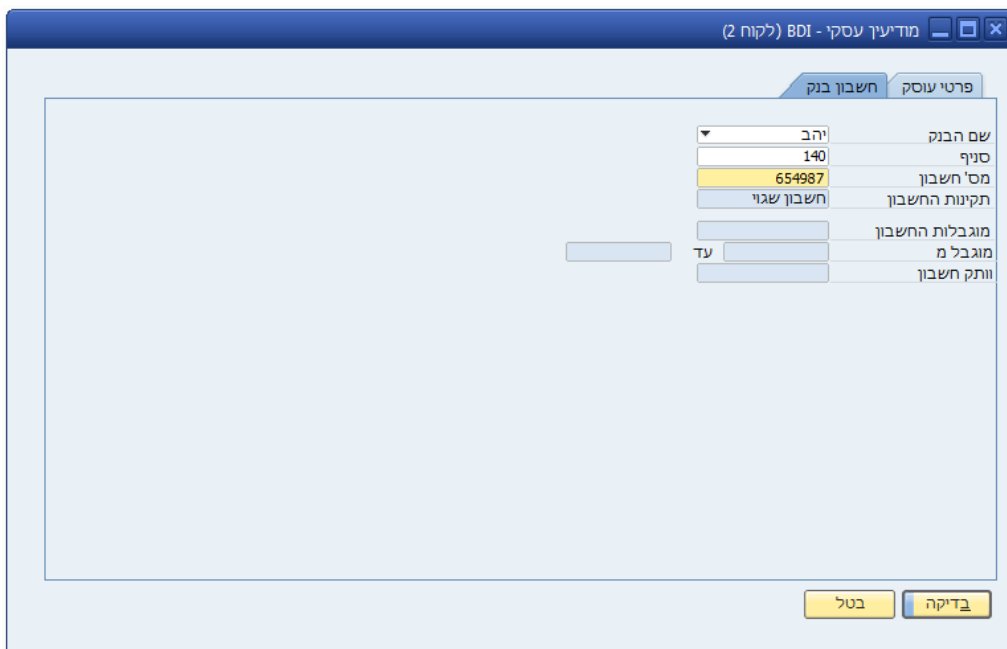 מודיעין עסקי - BDI (לקוח 2)
פרטי עוסק חשבון בנק
שם הבנק יהב
סניף 140
מס' חשבון 654987
תקינות החשבון חשבון שגוי
מוגבלות החשבון
מוגבל מ עד
וותק חשבון
בדיקה בטל